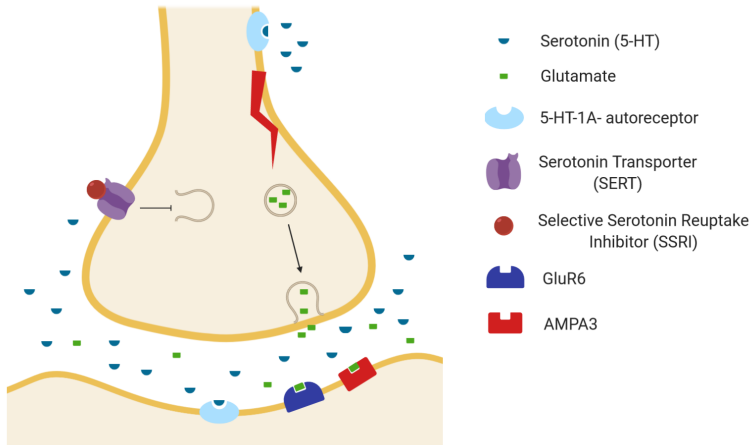 Serotonin (5-HT)
Glutamate
5-HT-1A- autoreceptor
Serotonin Transporter
(SERT)
Selective Serotonin Reuptake
Inhibitor (SSRI)
GluR6
AMPA3